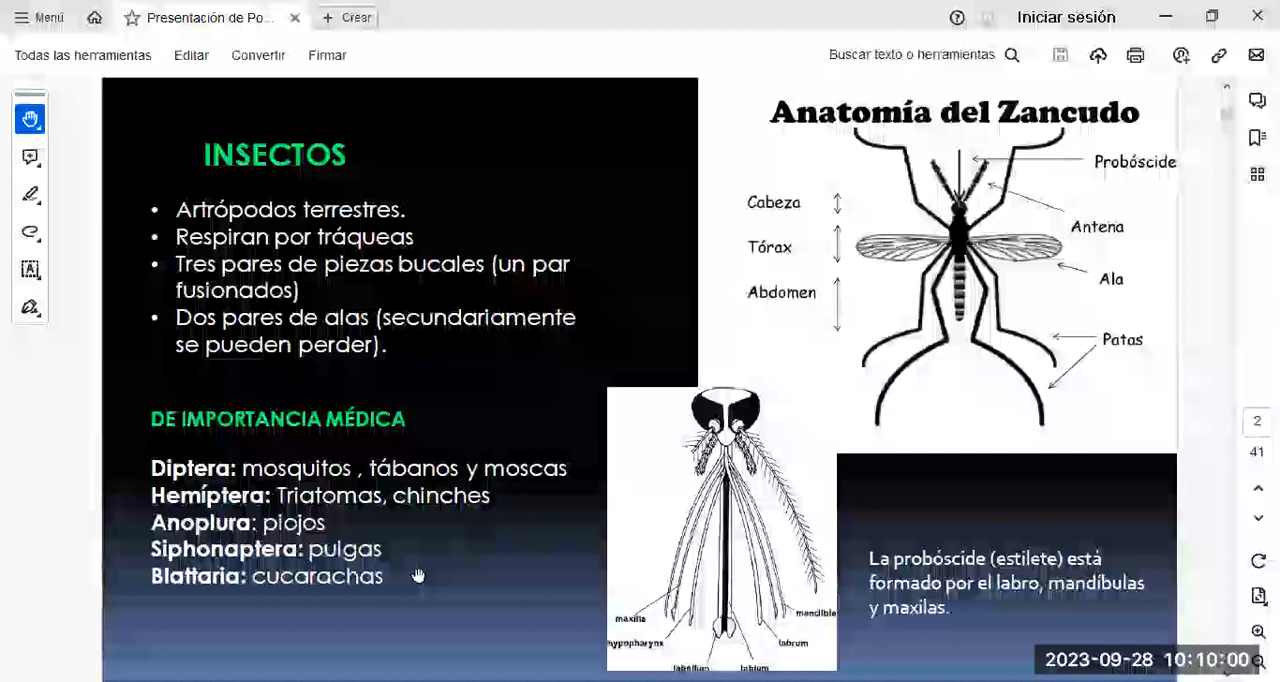 Menú
Presentación de Po...
Crear
Iniciar sesión
Todas las herramientas
Editar
Convertir
Firmar
Buscar texto o herramientas
INSECTOS
• Artrópodos terrestres.
• Respiran por tráqueas
• Tres pares de piezas bucales (un par
fusionados)
• Dos pares de alas (secundariamente
se pueden perder).
DE IMPORTANCIA MÉDICA
Diptera: mosquitos , tábanos y moscas
Hemíptera: Triatomas, chinches
Anoplura: piojos
Siphonaptera: pulgas
Blattaria: cucarachas
Anatomía del Zancudo
Probóscide
Cabeza
Antena
Tórax
Ala
Abdomen
Patas
maxilla
mandible
hypopharynx
labrum
labellum
labium
La probóscide (estilete) está
formado por el labro, mandíbulas
y maxilas.
2
41
2023-09-28 10:10:00